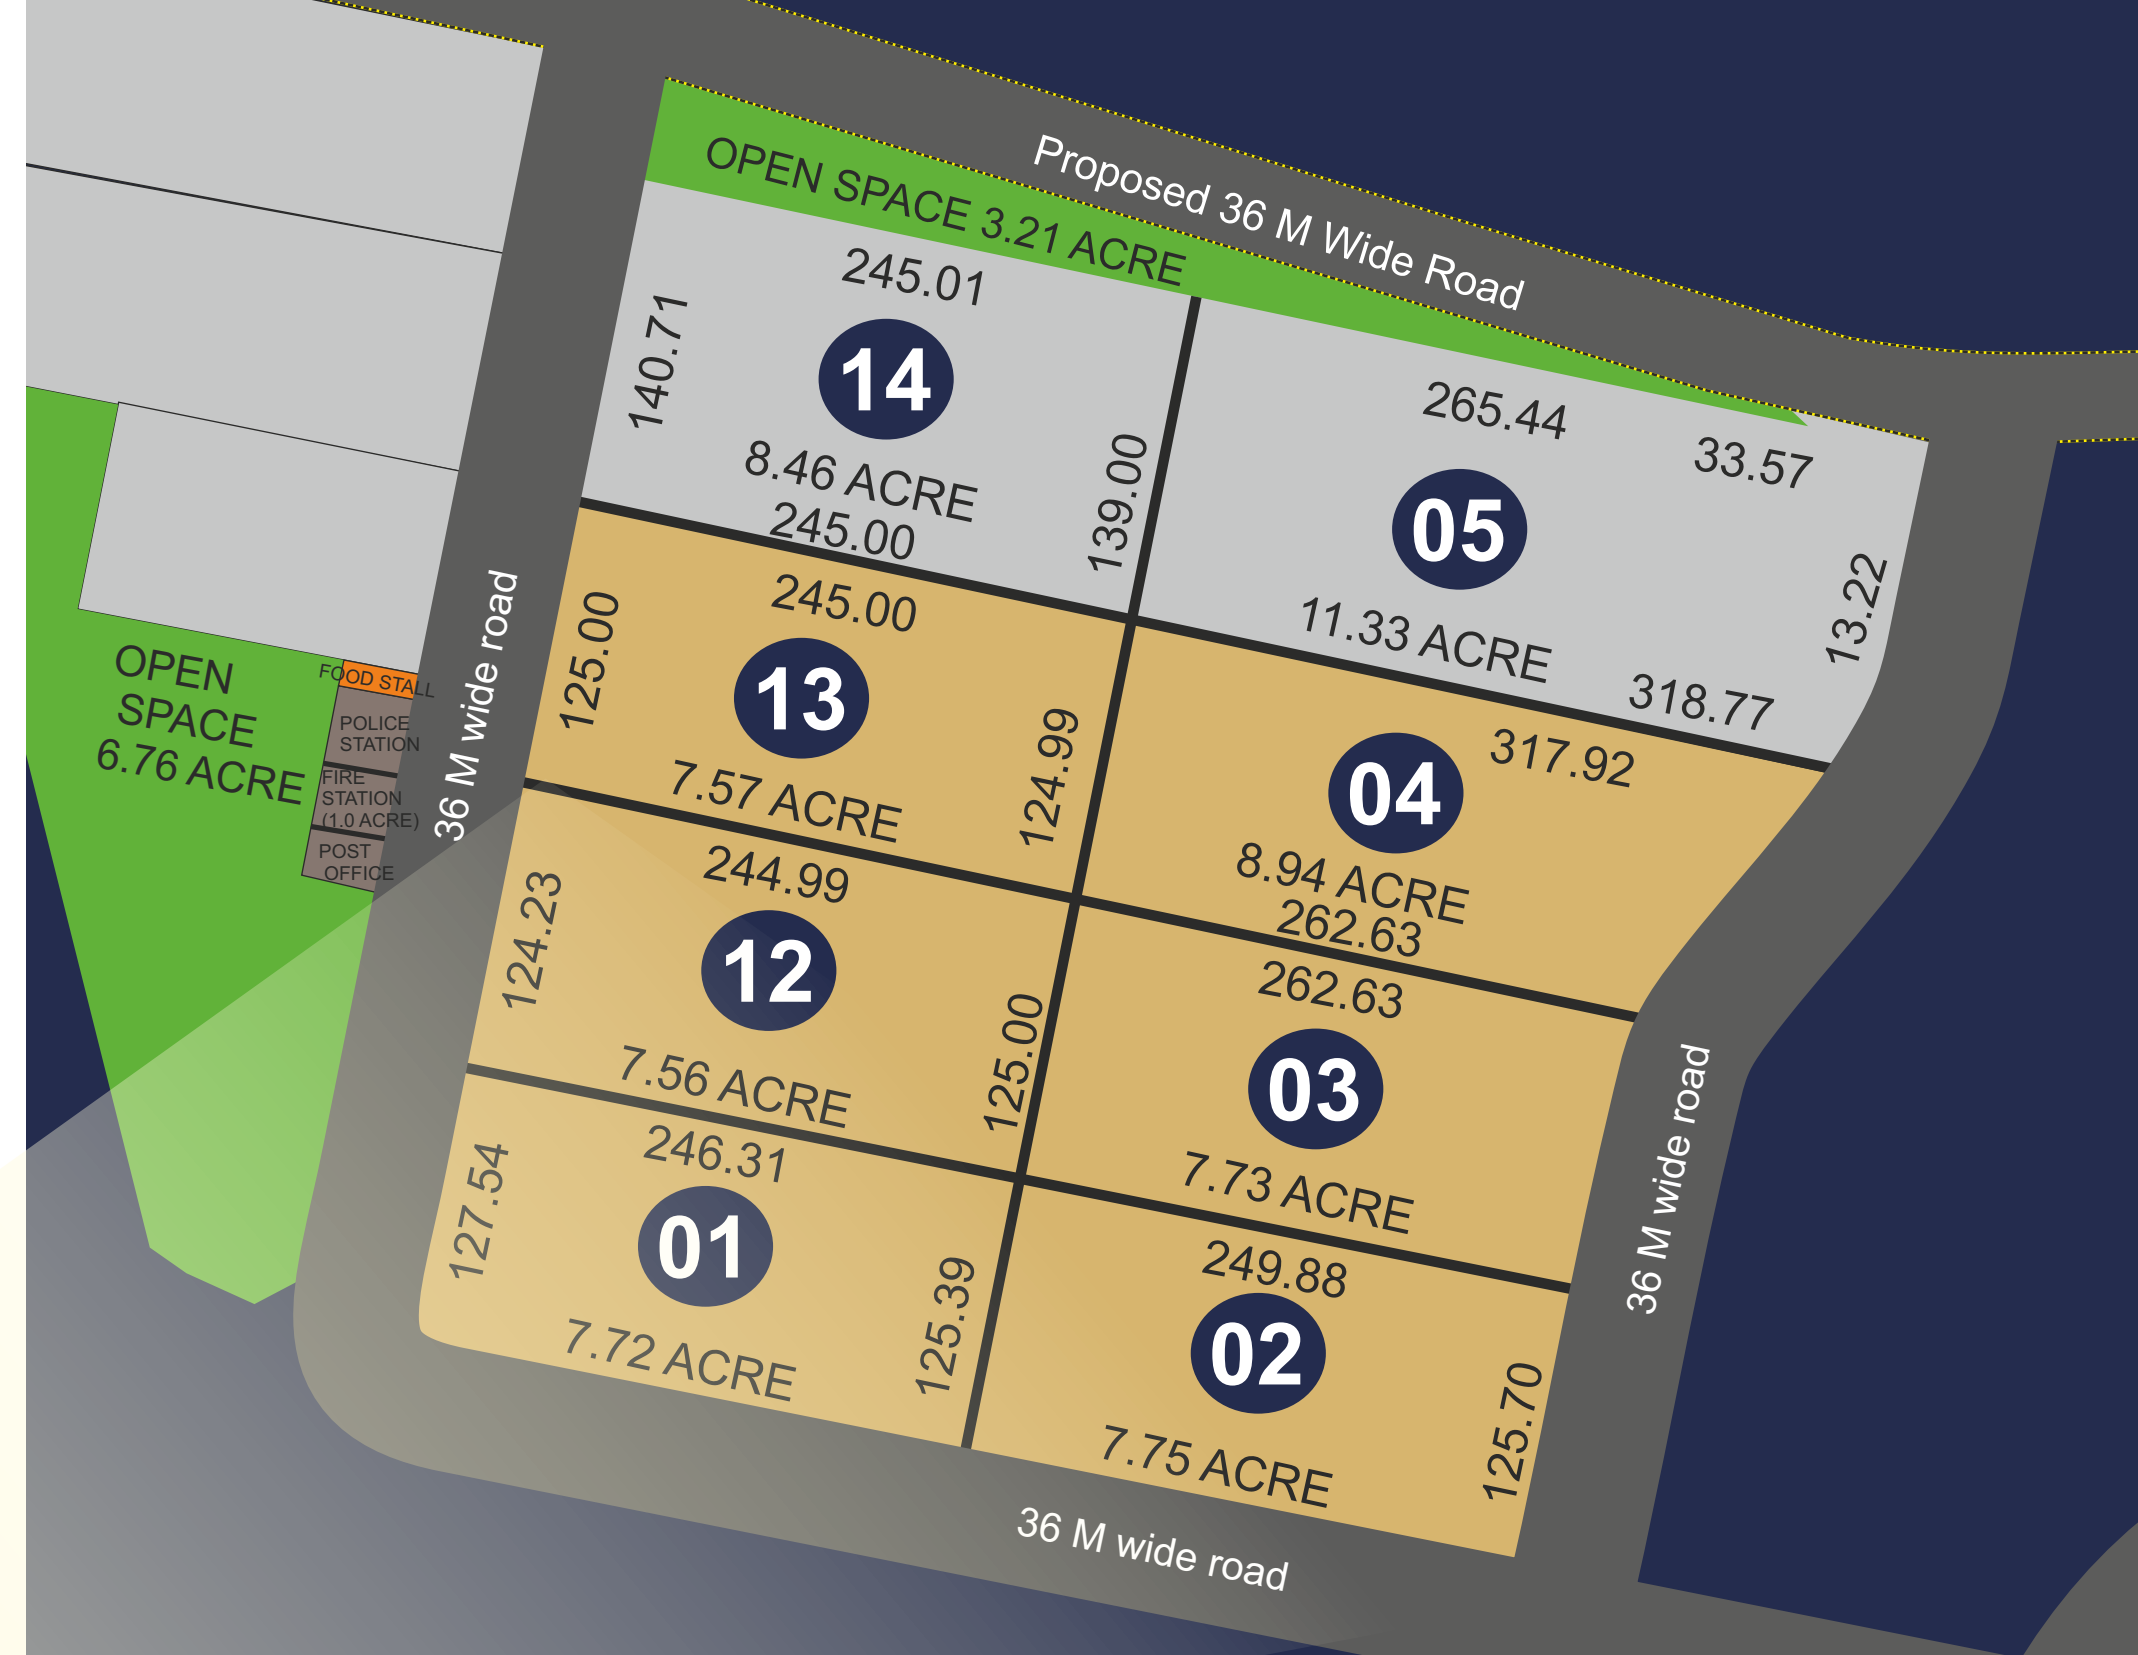 Proposed 36 M Wide Road
OPEN SPACE 3.21 ACRE
245.01
140.71
14
8.46 ACRE
245.00
139.00
265.44
33.57
05
11.33 ACRE
13.22
318.77
245.00
125.00
13
7.57 ACRE
124.99
317.92
04
8.94 ACRE
262.63
OPEN
SPACE
6.76 ACRE
FOOD STALL
POLICE
STATION
FIRE
STATION
(1.0 ACRE)
POST
OFFICE
36 M wide road
244.99
124.23
12
7.56 ACRE
125.00
262.63
03
7.73 ACRE
36 M wide road
246.31
127.54
01
7.72 ACRE
125.39
249.88
02
7.75 ACRE
125.70
36 M wide road